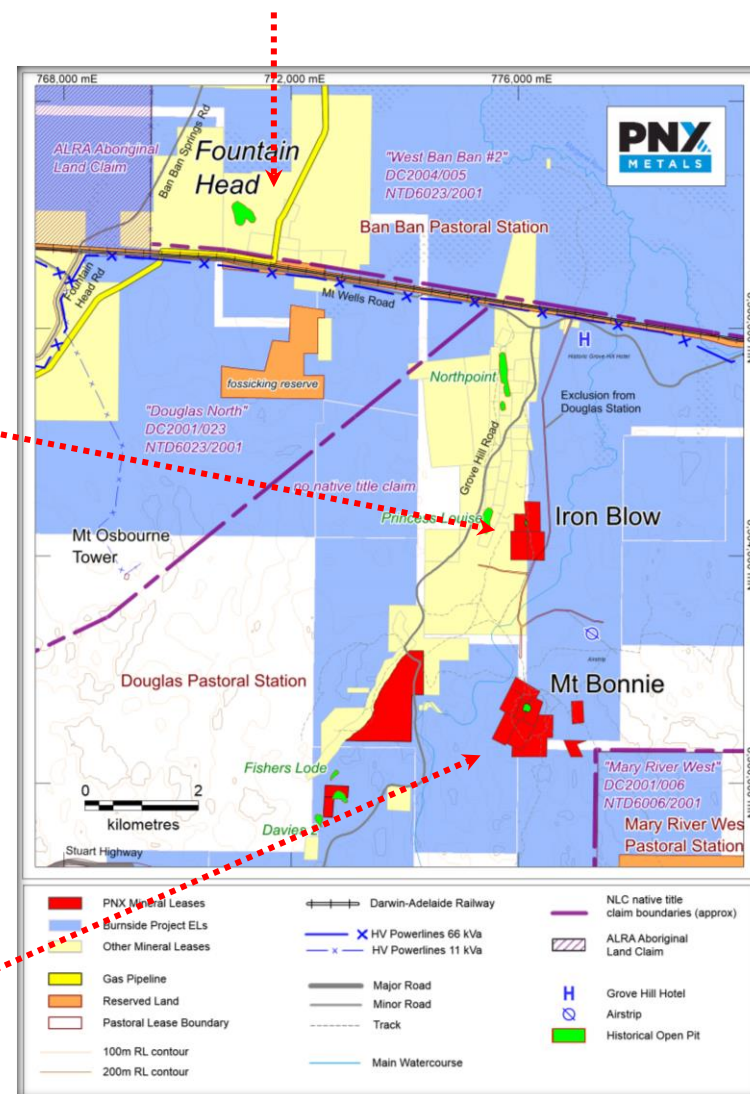 768,000 mE
772,000 mE
776,000 mE
ALRA Aboriginal
Land Claim
Ban Ban Springs Rd
Fountain
Head
"West Ban Ban #2"
DC2004/005
NTD6023/2001
PNX
METALS
Ban Ban Pastoral Station
Fountain
Head Rd
Mt Wells Road
H
Historic Grove Hill Hotel
fossicking reserve
Northpoint
Exclusion from
Douglas Station
"Douglas North"
DC2001/023
NTD6023/2001
Grove Hill Road
no native title claim
Princess Louise
Iron Blow
Mt Osbourne
Tower
Airstrip
Douglas Pastoral Station
Mt Bonnie
Fishers Lode
"Mary River West"
DC2001/006
NTD6006/2001
0 2
kilometres
Davies 2
Mary River Wes
Pastoral Station
Stuart Highway
PNX Mineral Leases
Burnside Project ELs
Other Mineral Leases
Gas Pipeline
Reserved Land
Pastoral Lease Boundary
100m RL contour
200m RL contour
Darwin-Adelaide Railway
HV Powerlines 66 kVa
HV Powerlines 11 kVa
Major Road
Minor Road
Track
Main Watercourse
NLC native title
claim boundaries (approx)
ALRA Aboriginal
Land Claim
H Grove Hill Hotel
Airstrip
Historical Open Pit